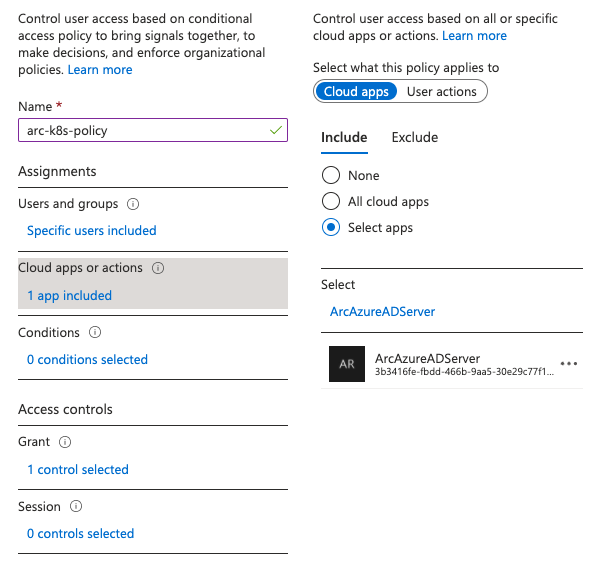 Control user access based on conditional
access policy to bring signals together, to
make decisions, and enforce organizational
policies. Learn more
Name *
arc-k8s-policy
Assignments
Users and groups
Specific users included
Cloud apps or actions
1 app included
Conditions
0 conditions selected
Access controls
Grant
1 control selected
Session
0 controls selected
Control user access based on all or specific
cloud apps or actions. Learn more
Select what this policy applies to
Cloud apps User actions
Include Exclude
None
All cloud apps
Select apps
Select
ArcAzureADServer
AR
ArcAzureADServer
3b3416fe-fbdd-466b-9aa5-30e29c77f1...